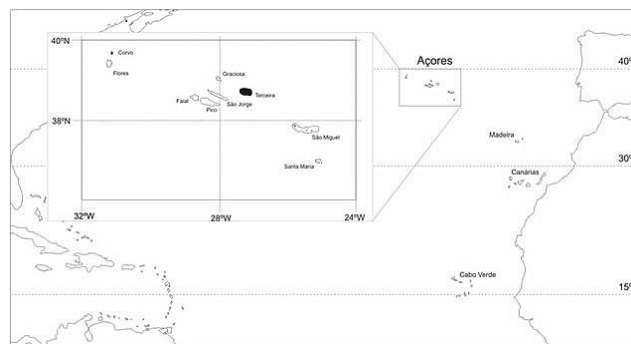 40ºN
Corvo
Flores
Graciosa
Terceira
Faial
São Jorge
Pico
38ºN
São Miguel
Santa Maria
32ºW
28ºW
24ºW
Açores
40º
Madeira
30º
Canárias
Cabo Verde
15º